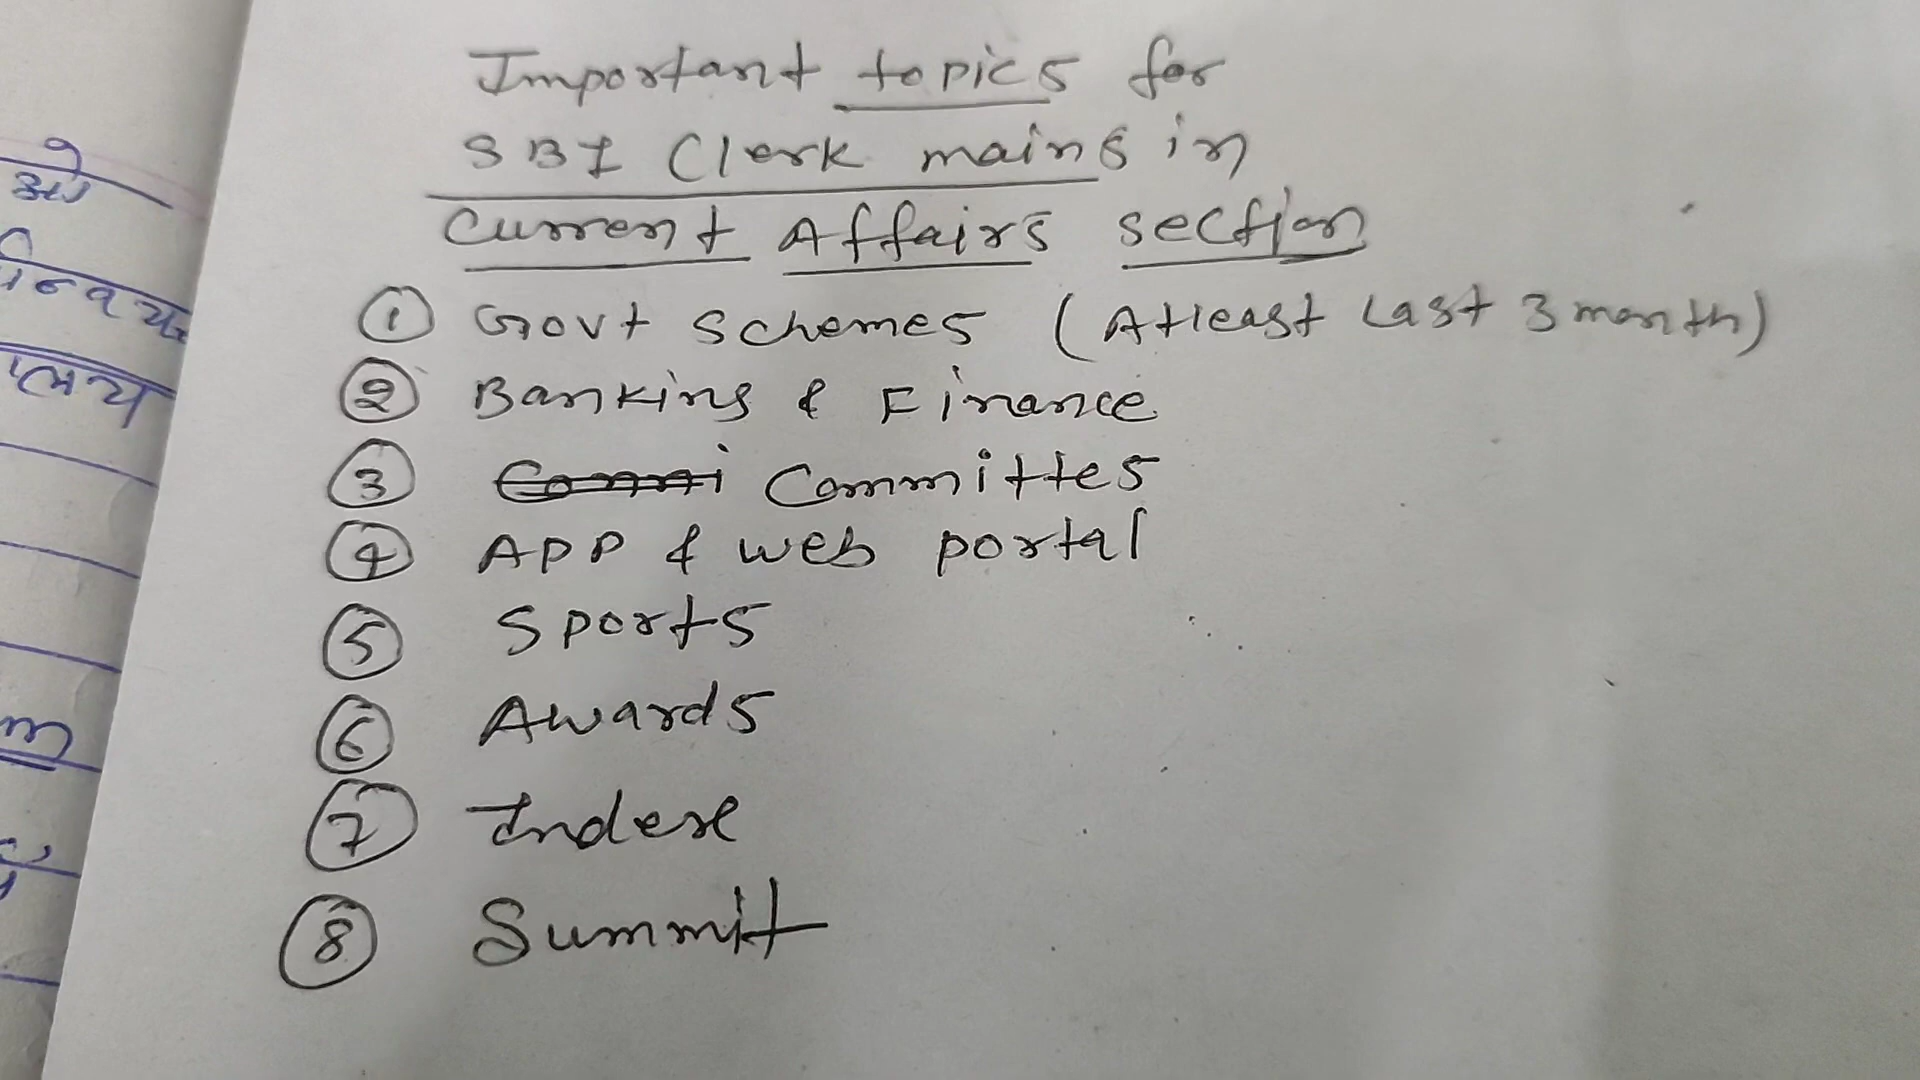 Important topics for
SBI Clerk mains in
Current Affairs section
① Govt Schemes (Atleast Last 3 month)
② Banking & Finance
③ Committes
④ APP & web portal
⑤ Sports
⑥ Awards
⑦ Index
⑧ Summit